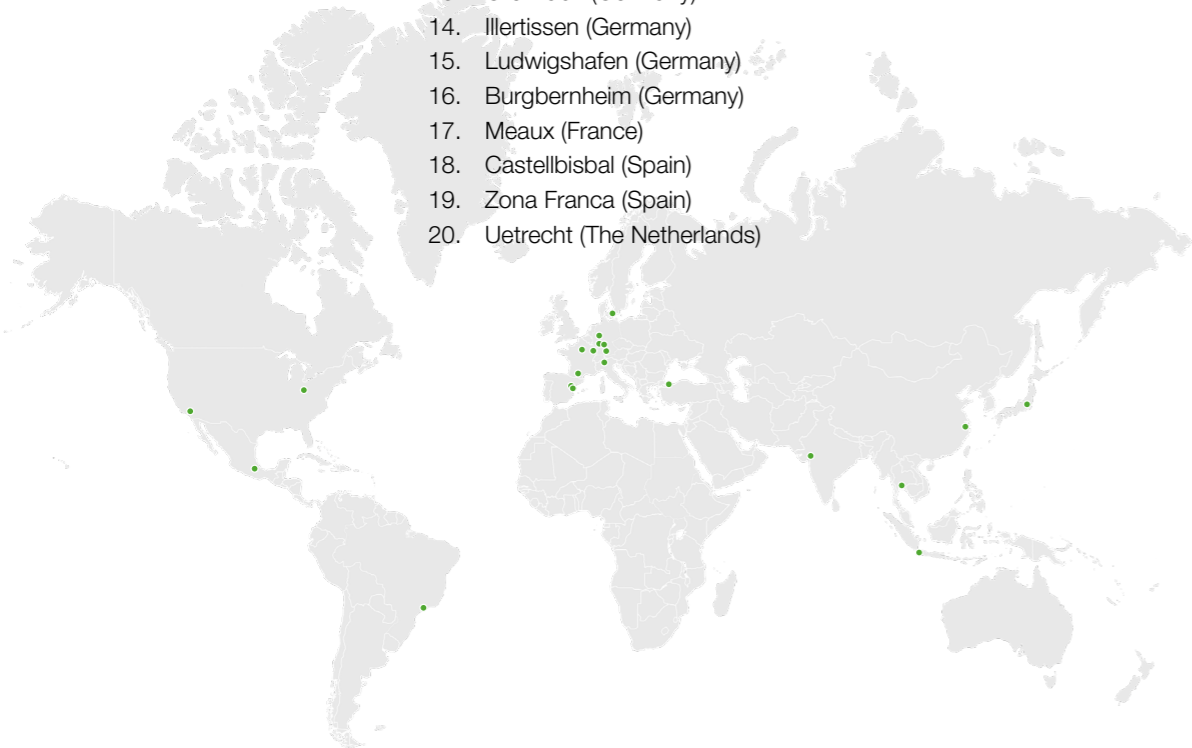 14. Illertissen (Germany)
15. Ludwigshafen (Germany)
16. Burgbernheim (Germany)
17. Meaux (France)
18. Castellbisbal (Spain)
19. Zona Franca (Spain)
20. Uetrecht (The Netherlands)